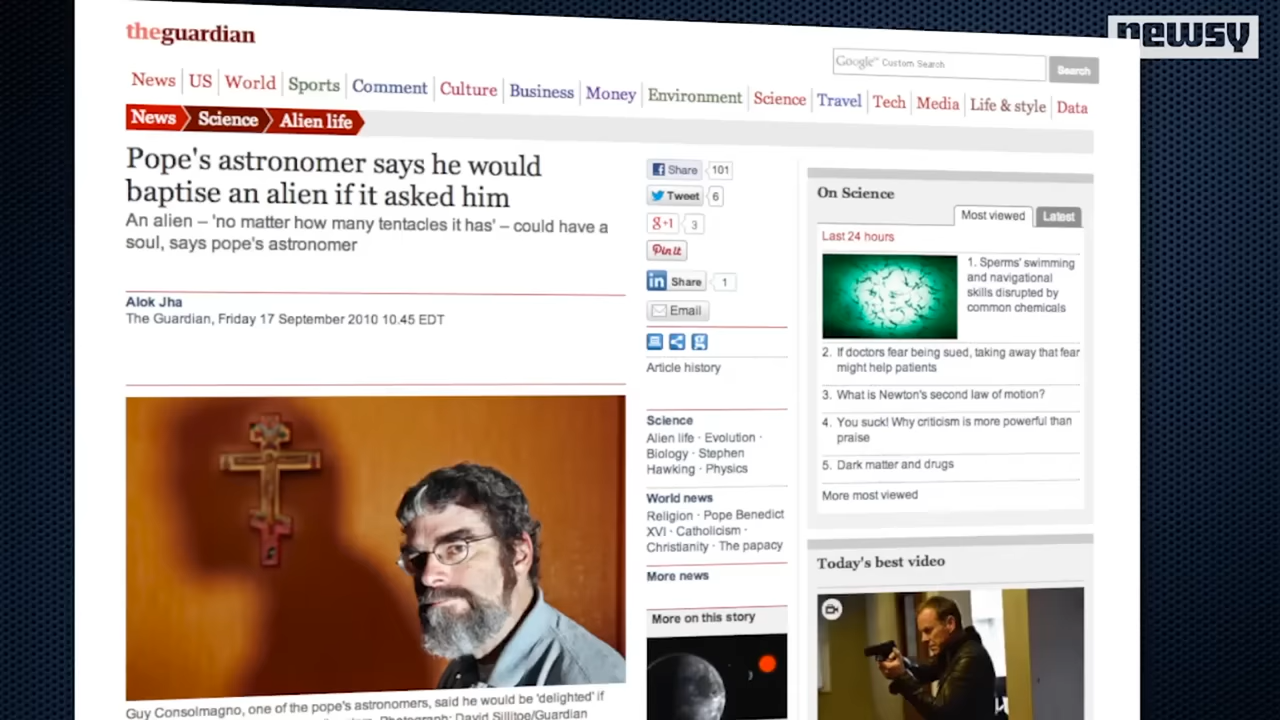 newsy
theguardian
Google™ Custom Search
Search
News US World Sports Comment Culture Business Money Environment Science Travel Tech Media Life & style Data
News Science Alien life
Pope's astronomer says he would
baptise an alien if it asked him
An alien – 'no matter how many tentacles it has' – could have a
soul, says pope's astronomer
Alok Jha
The Guardian, Friday 17 September 2010 10.45 EDT
Guy Consolmagno, one of the pope's astronomers, said he would be 'delighted' if
Photograph: David Sillitoe/Guardian
Share 101
Tweet 6
g+1 3
Pin it
in Share 1
Email
Article history
Science
Alien life · Evolution ·
Biology · Stephen
Hawking · Physics
World news
Religion · Pope Benedict
XVI · Catholicism ·
Christianity · The papacy
More news
More on this story
On Science
Most viewed Latest
Last 24 hours
1. Sperms' swimming
and navigational
skills disrupted by
common chemicals
2. If doctors fear being sued, taking away that fear
might help patients
3. What is Newton's second law of motion?
4. You suck! Why criticism is more powerful than
praise
5. Dark matter and drugs
More most viewed
Today's best video